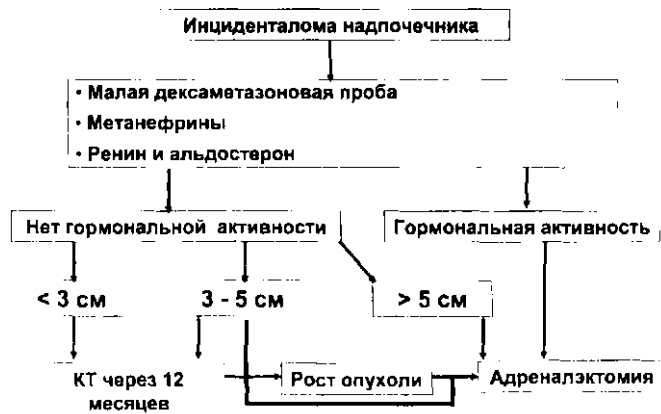 Инциденталома надпочечника
• Малая дексаметазоновая проба
• Метанефрины
• Ренин и альдостерон
Нет гормональной активности
Гормональная активность
< 3 см
3 - 5 см
> 5 см
КТ через 12
месяцев
Рост опухоли
Адреналэктомия